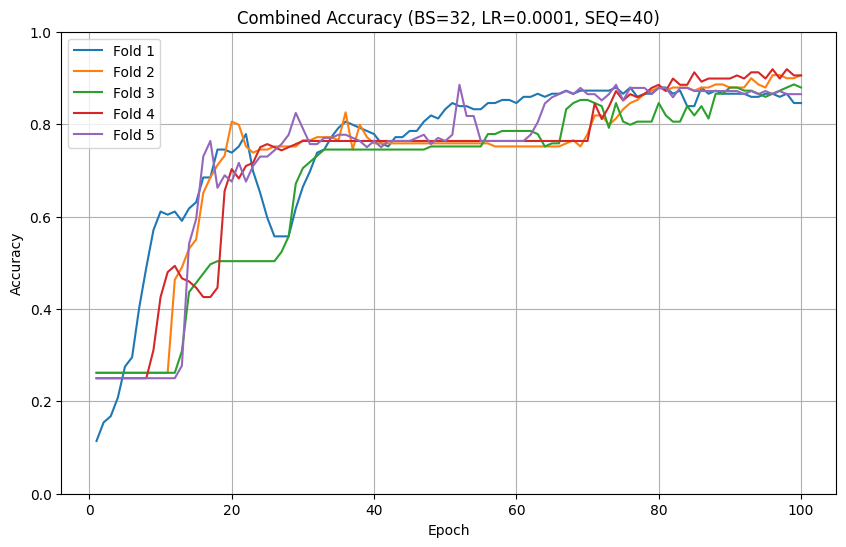 Combined Accuracy (BS=32, LR=0.0001, SEQ=40)
Fold 1
Fold 2
Fold 3
Fold 4
Fold 5
Accuracy
1.0
0.8
0.6
0.4
0.2
0.0
0 20 40 60 80 100
Epoch